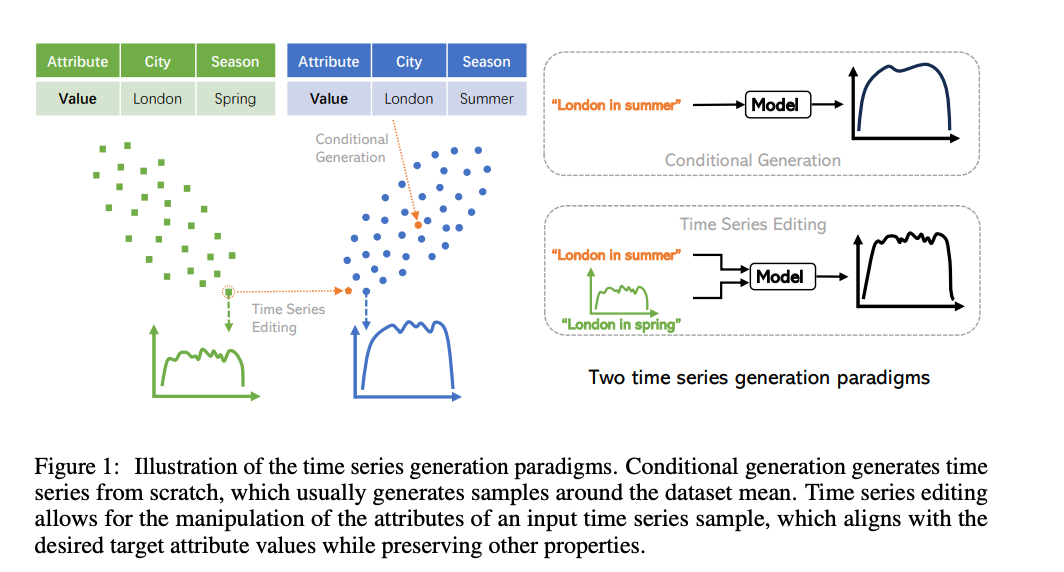 Attribute City Season
Value London Spring
Attribute City Season
Value London Summer
Conditional
Generation
Time Series
Editing
“London in summer”
Model
Conditional Generation
Time Series Editing
“London in summer”
Model
“London in spring”
Two time series generation paradigms
Figure 1: Illustration of the time series generation paradigms. Conditional generation generates time
series from scratch, which usually generates samples around the dataset mean. Time series editing
allows for the manipulation of the attributes of an input time series sample, which aligns with the
desired target attribute values while preserving other properties.